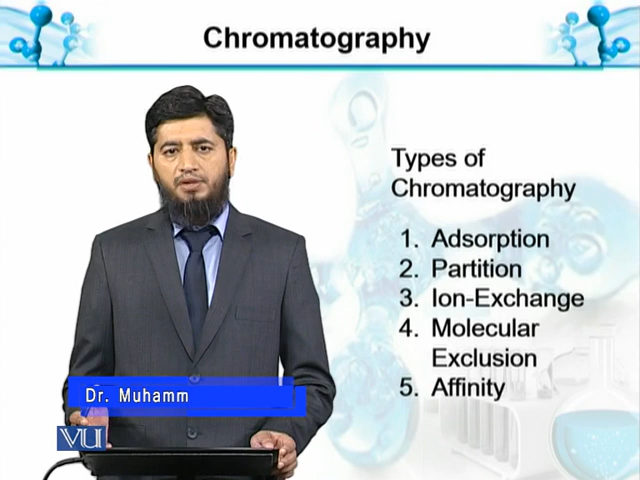 Chromatography
Types of
Chromatography
1. Adsorption
2. Partition
3. Ion-Exchange
4. Molecular
Exclusion
5. Affinity
Dr. Muhamm
VU